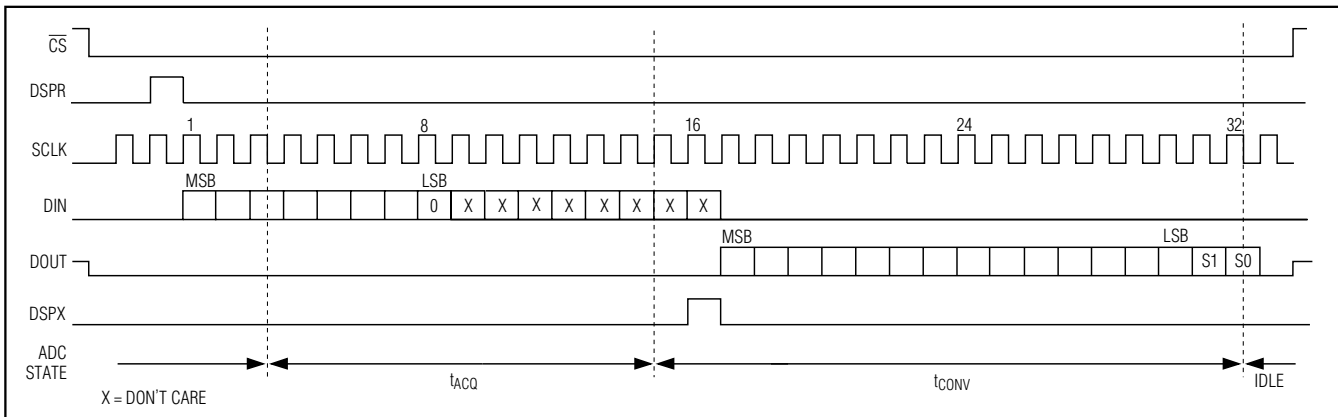 CS
DSPR
1 8 16 24 32
SCLK
MSB LSB
DIN 0 X X X X X X X X
MSB LSB
DOUT S1 S0
DSPX
ADC
STATE
tACQ tCONV IDLE
X = DON'T CARE